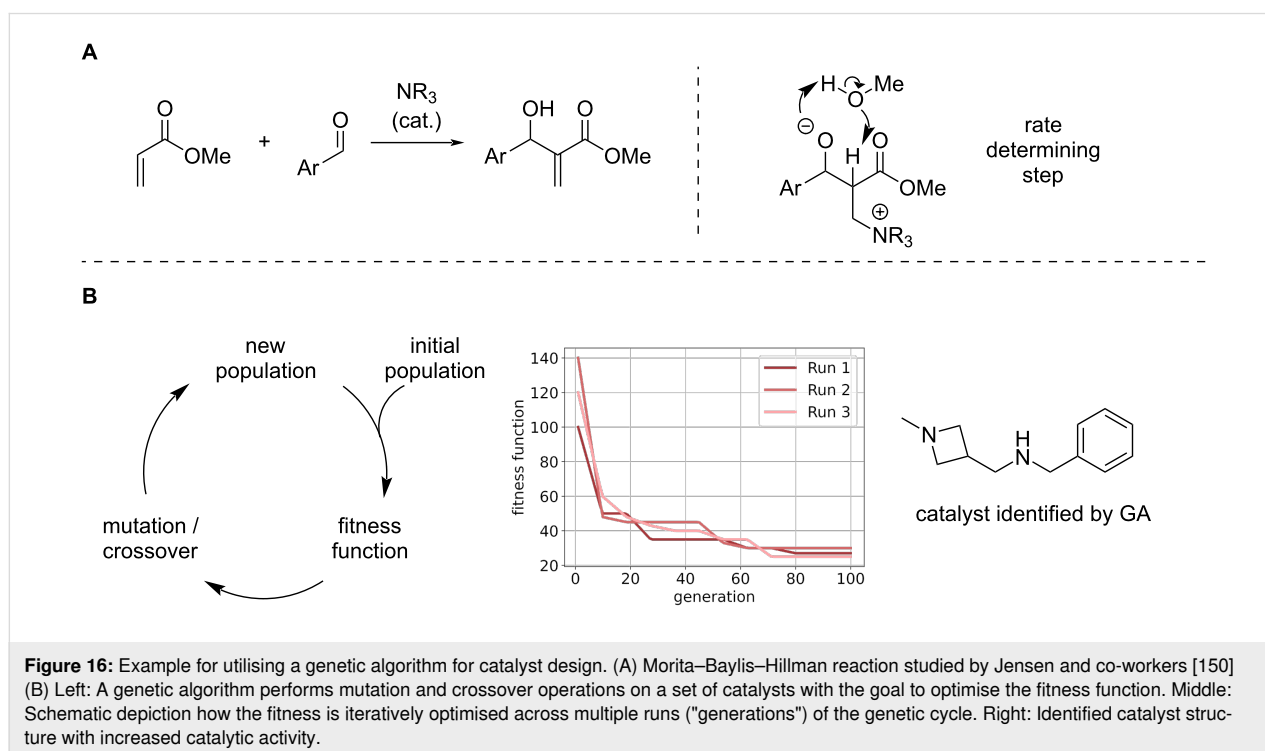 A
O
OMe
+
O
Ar
NR3
(cat.)
OH
O
Ar
OMe
H
O
Me
⊖
O
H
O
Ar
OMe
⊕
NR3
rate
determining
step
B
new
population
initial
population
mutation /
crossover
fitness
function
fitness function
140
120
100
80
60
40
20
0
20
40
60
80
100
generation
Run 1
Run 2
Run 3
N
H
N
catalyst identified by GA
Figure 16: Example for utilising a genetic algorithm for catalyst design. (A) Morita–Baylis–Hillman reaction studied by Jensen and co-workers [150]
(B) Left: A genetic algorithm performs mutation and crossover operations on a set of catalysts with the goal to optimise the fitness function. Middle:
Schematic depiction how the fitness is iteratively optimised across multiple runs ("generations") of the genetic cycle. Right: Identified catalyst struc-
ture with increased catalytic activity.